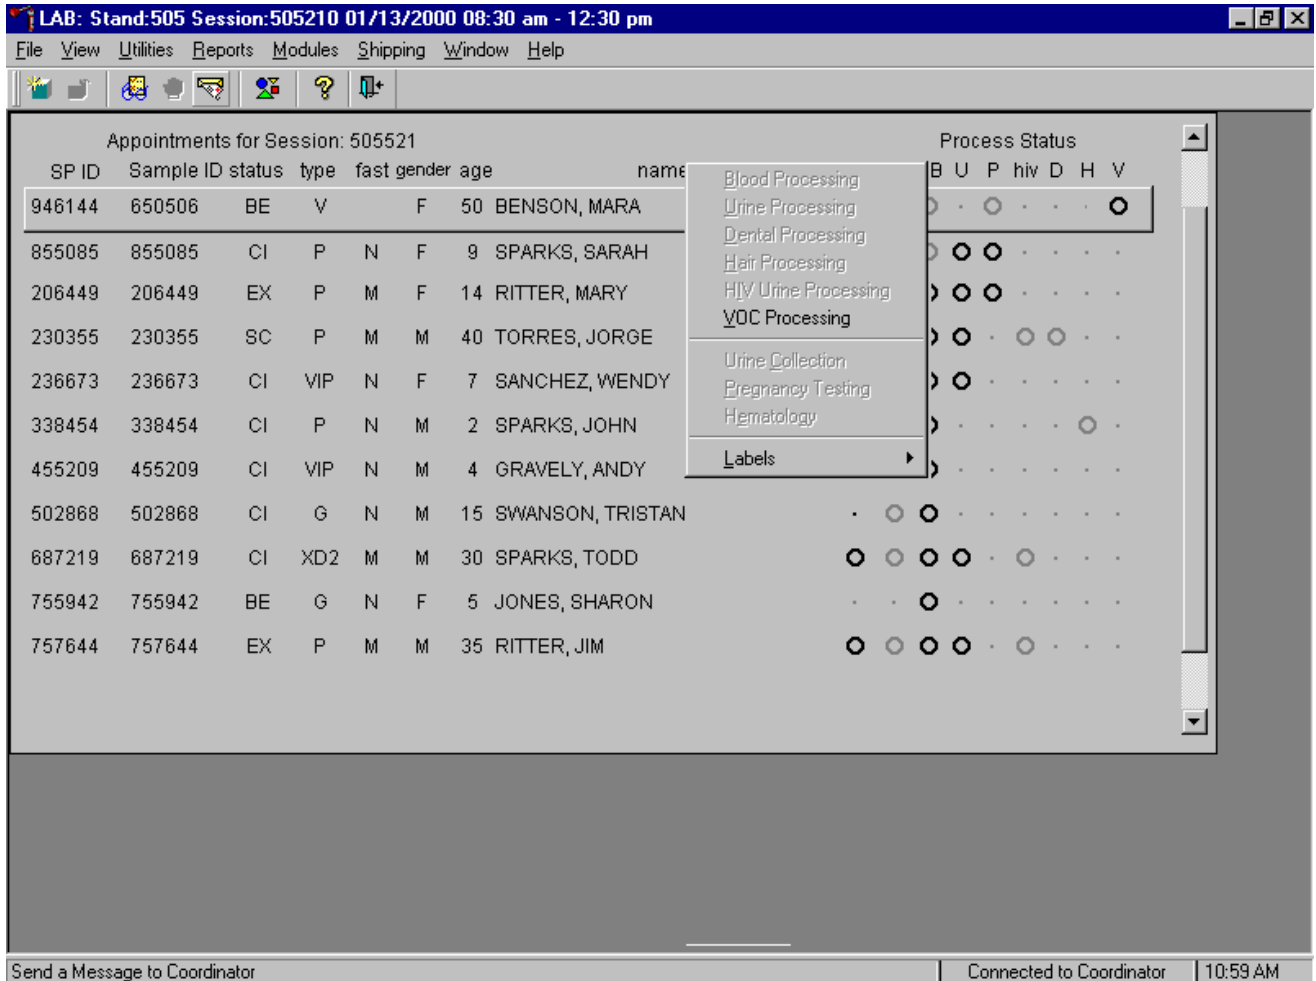 LAB: Stand:505 Session:505210 01/13/2000 08:30 am - 12:30 pm
File View Utilities Reports Modules Shipping Window Help
Appointments for Session: 505521 Process Status
SP ID Sample ID status type fast gender age name B U P hiv D H V
946144 650506 BE V F 50 BENSON, MARA
855085 855085 CI P N F 9 SPARKS, SARAH
206449 206449 EX P M F 14 RITTER, MARY
230355 230355 SC P M M 40 TORRES, JORGE
236673 236673 CI VIP N F 7 SANCHEZ, WENDY
338454 338454 CI P N M 2 SPARKS, JOHN
455209 455209 CI VIP N M 4 GRAVELY, ANDY
502868 502868 CI G N M 15 SWANSON, TRISTAN
687219 687219 CI XD2 M M 30 SPARKS, TODD
755942 755942 BE G N F 5 JONES, SHARON
757644 757644 EX P M M 35 RITTER, JIM
Blood Processing
Urine Processing
Dental Processing
Hair Processing
HIV Urine Processing
VOC Processing
Urine Collection
Pregnancy Testing
Hematology
Labels
Send a Message to Coordinator Connected to Coordinator 10:59 AM